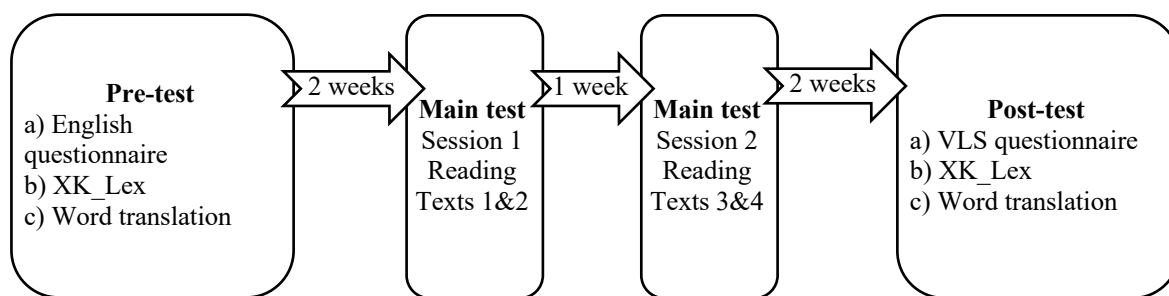 Pre-test
a) English
questionnaire
b) XK_Lex
c) Word translation
2 weeks
Main test
Session 1
Reading
Texts 1&2
1 week
Main test
Session 2
Reading
Texts 3&4
2 weeks
Post-test
a) VLS questionnaire
b) XK_Lex
c) Word translation